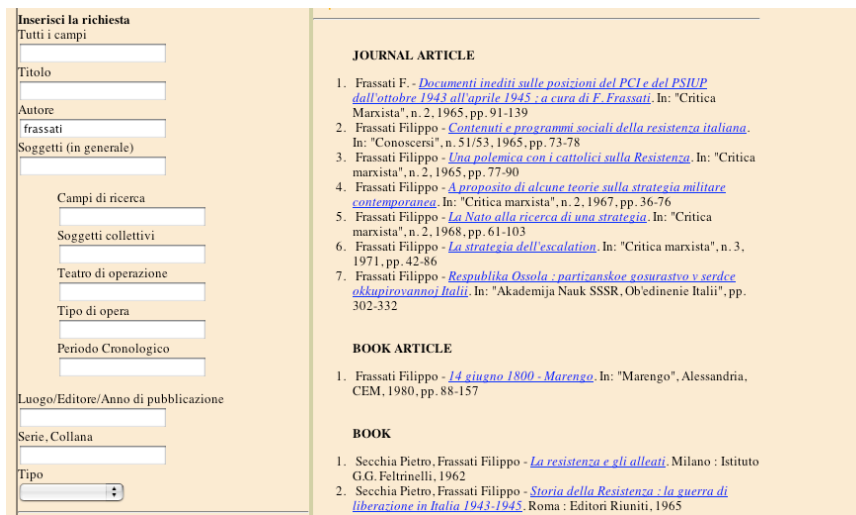 Inserisci la richiesta
Tutti i campi
Titolo
Autore
frassati
Soggetti (in generale)
Campi di ricerca
Soggetti collettivi
Teatro di operazione
Tipo di opera
Periodo Cronologico
Luogo/Editore/Anno di pubblicazione
Serie, Collana
Tipo
JOURNAL ARTICLE
1. Frassati F. - Documenti inediti sulle posizioni del PCI e del PSIUP
dall'ottobre 1943 all'aprile 1945 ; a cura di F. Frassati. In: "Critica
Marxista", n. 2, 1965, pp. 91-139
2. Frassati Filippo - Contenuti e programmi sociali della resistenza italiana.
In: "Conoscersi", n. 51/53, 1965, pp. 73-78
3. Frassati Filippo - Una polemica con i cattolici sulla Resistenza. In: "Critica
marxista", n. 2, 1965, pp. 77-90
4. Frassati Filippo - A proposito di alcune teorie sulla strategia militare
contemporanea. In: "Critica marxista", n. 2, 1967, pp. 36-76
5. Frassati Filippo - La Nato alla ricerca di una strategia. In: "Critica
marxista", n. 2, 1968, pp. 61-103
6. Frassati Filippo - La strategia dell'escalation. In: "Critica marxista", n. 3,
1971, pp. 42-86
7. Frassati Filippo - Respublika Ossola : partizanskoe gosurastvo v serdce
okkupirovannoj Italii. In: "Akademija Nauk SSSR, Ob'edinenie Italii", pp.
302-332
BOOK ARTICLE
1. Frassati Filippo - 14 giugno 1800 - Marengo. In: "Marengo", Alessandria,
CEM, 1980, pp. 88-157
BOOK
1. Secchia Pietro, Frassati Filippo - La resistenza e gli alleati. Milano : Istituto
G.G. Feltrinelli, 1962
2. Secchia Pietro, Frassati Filippo - Storia della Resistenza : la guerra di
liberazione in Italia 1943-1945. Roma : Editori Riuniti, 1965